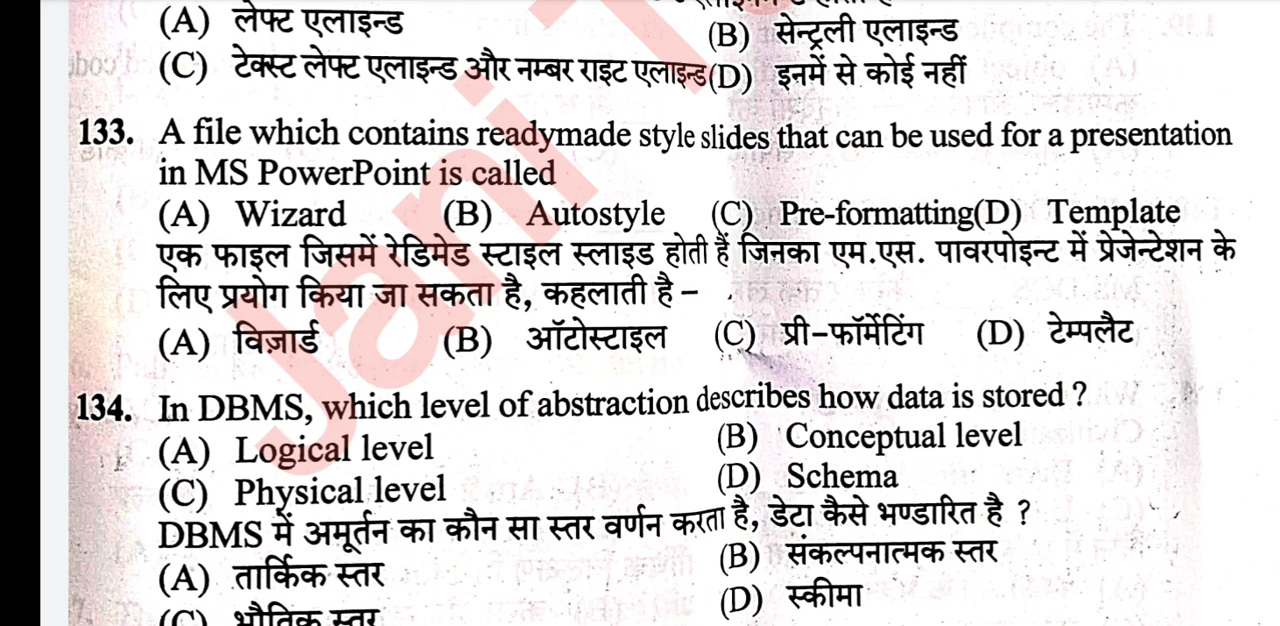 (A) लेफ्ट एलाइन्ड (B) सेन्ट्रली एलाइन्ड
(C) टेक्स्ट लेफ्ट एलाइन्ड और नम्बर राइट एलाइन्ड(D) इनमें से कोई नहीं
133. A file which contains readymade style slides that can be used for a presentation
in MS PowerPoint is called
(A) Wizard (B) Autostyle (C) Pre-formatting(D) Template
एक फाइल जिसमें रेडिमेड स्टाइल स्लाइड होती हैं जिनका एम.एस. पावरपोइन्ट में प्रेजेन्टेशन के
लिए प्रयोग किया जा सकता है, कहलाती है –
(A) विज़ार्ड (B) ऑटोस्टाइल (C) प्री-फॉर्मेटिंग (D) टेम्पलैट
134. In DBMS, which level of abstraction describes how data is stored ?
(A) Logical level (B) Conceptual level
(C) Physical level (D) Schema
DBMS में अमूर्तन का कौन सा स्तर वर्णन करता है, डेटा कैसे भण्डारित है ?
(A) तार्किक स्तर (B) संकल्पनात्मक स्तर
(C) भौतिक स्तर (D) स्कीमा
Jani